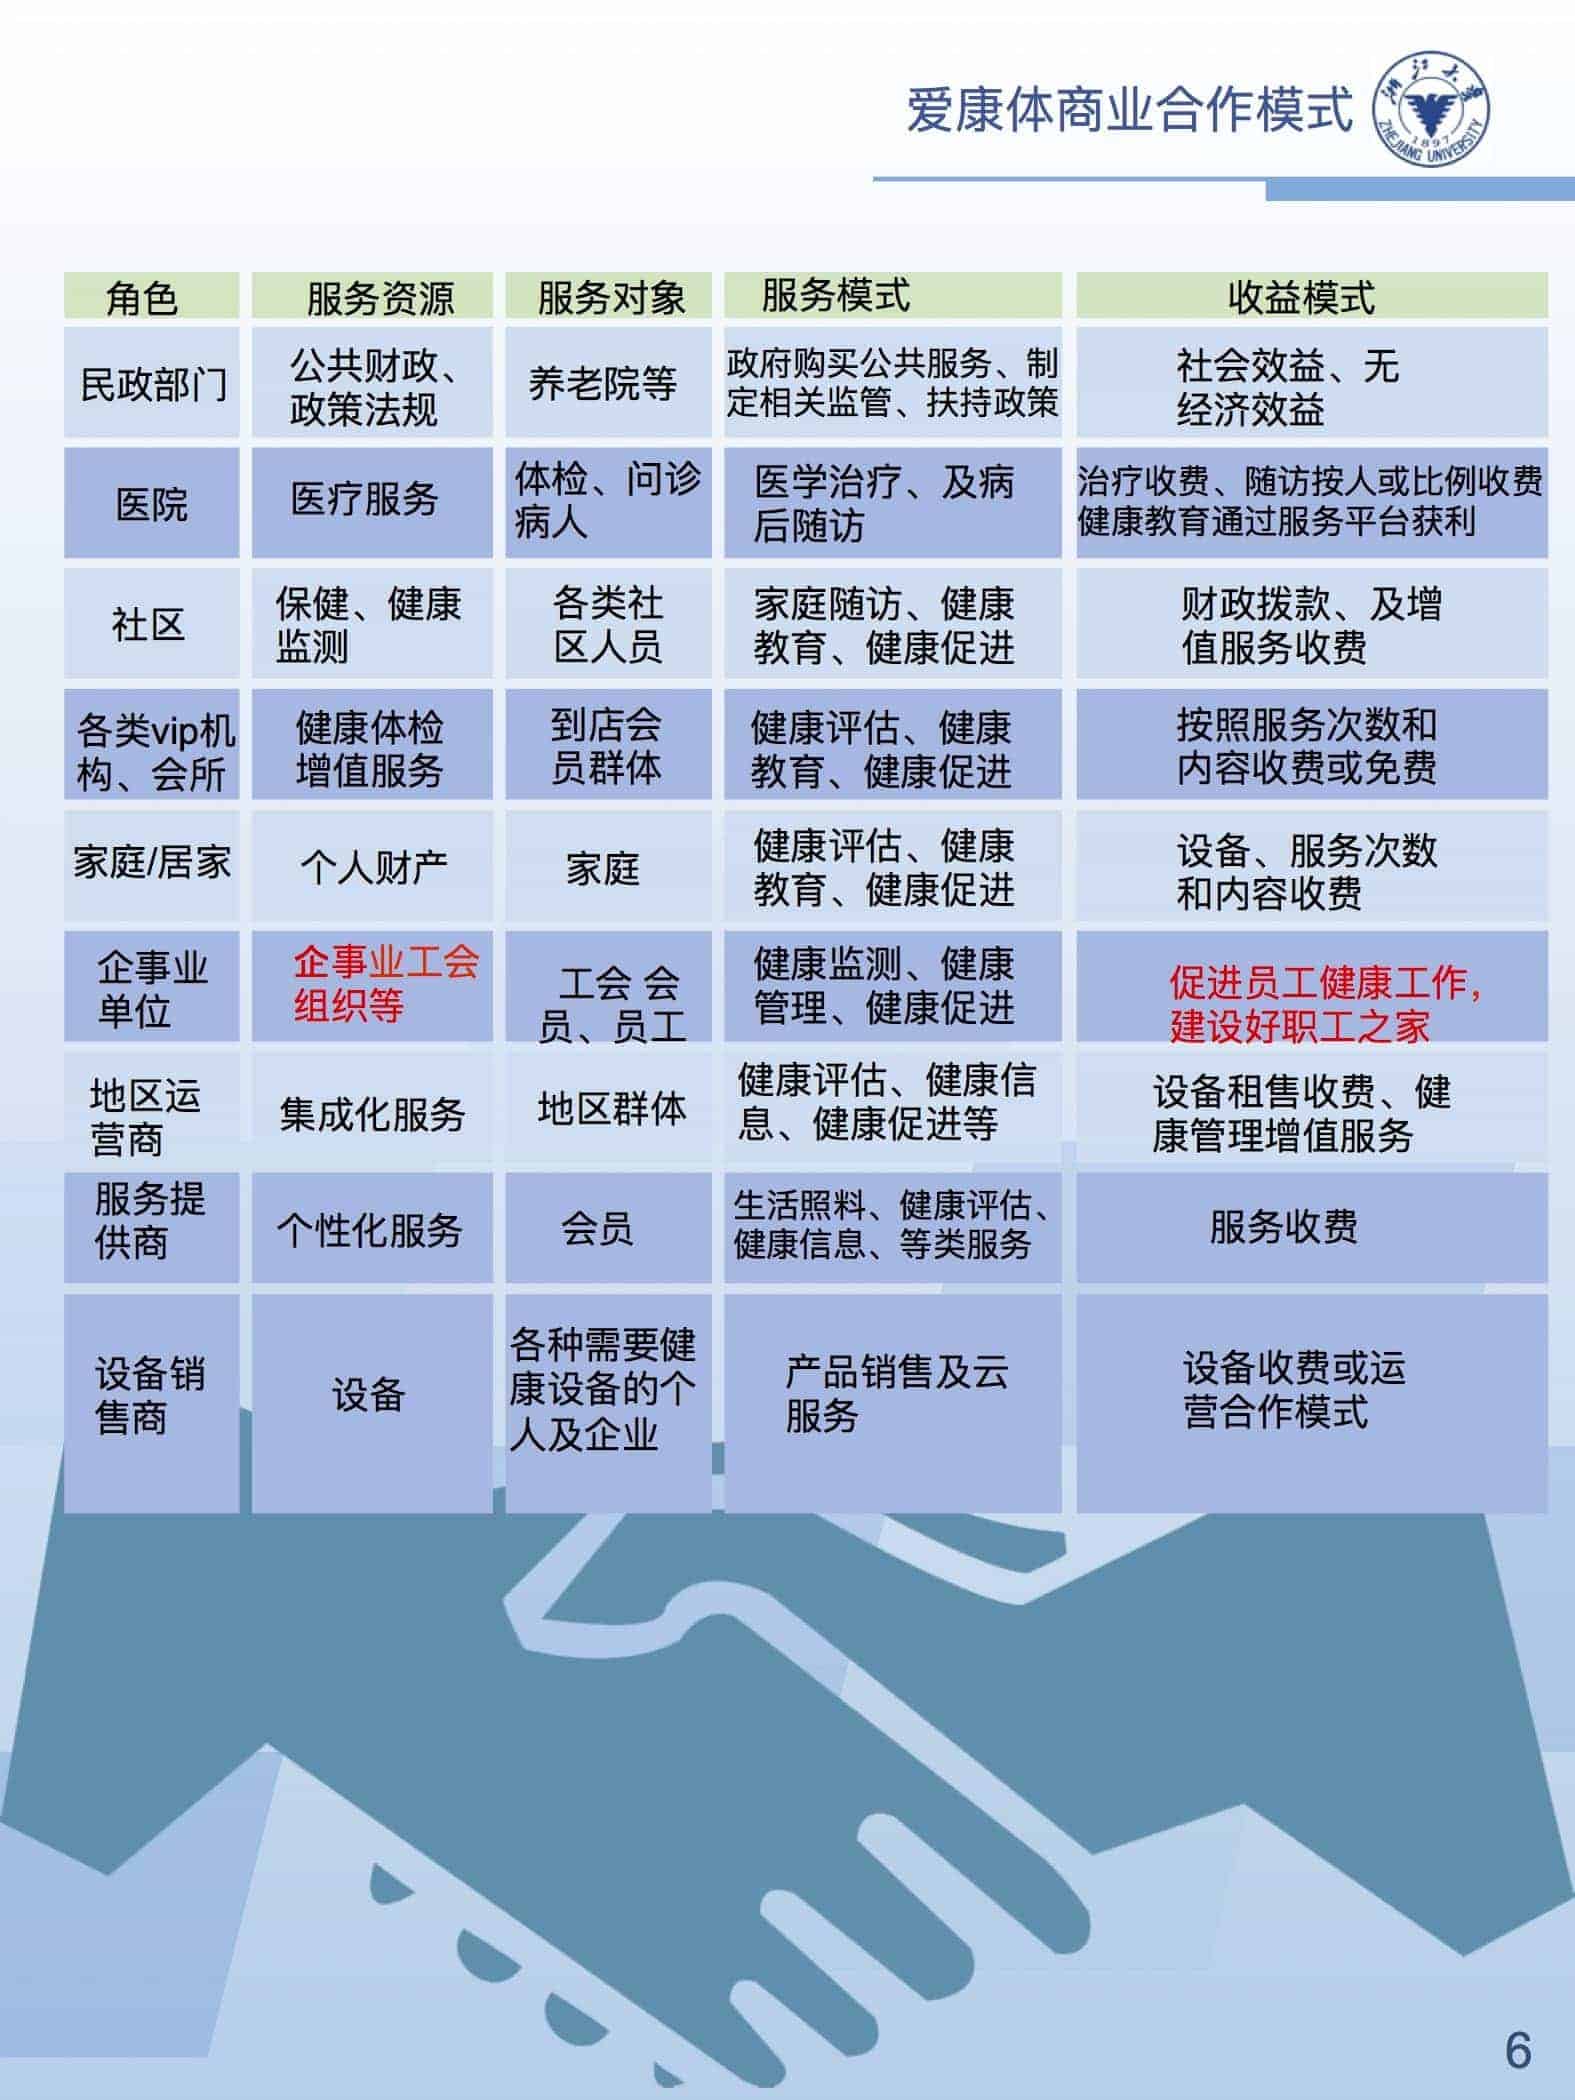 爱康体商业合作模式
浙江大学
ZHEJIANG UNIVERSITY
1897
角色
服务资源
服务对象
服务模式
收益模式
民政部门
公共财政、
政策法规
养老院等
政府购买公共服务、制
定相关监管、扶持政策
社会效益、无
经济效益
医院
医疗服务
体检、问诊
病人
医学治疗、及病
后随访
治疗收费、随访按人或比例收费
健康教育通过服务平台获利
社区
保健、健康
监测
各类社
区人员
家庭随访、健康
教育、健康促进
财政拨款、及增
值服务收费
各类vip机
构、会所
健康体检
增值服务
到店会
员群体
健康评估、健康
教育、健康促进
按照服务次数和
内容收费或免费
家庭/居家
个人财产
家庭
健康评估、健康
教育、健康促进
设备、服务次数
和内容收费
企事业
单位
企事业工会
组织等
工会 会
员、员工
健康监测、健康
管理、健康促进
促进员工健康工作，
建设好职工之家
地区运
营商
集成化服务
地区群体
健康评估、健康信
息、健康促进等
设备租售收费、健
康管理增值服务
服务提
供商
个性化服务
会员
生活照料、健康评估、
健康信息、等类服务
服务收费
设备销
售商
设备
各种需要健
康设备的个
人及企业
产品销售及云
服务
设备收费或运
营合作模式
6